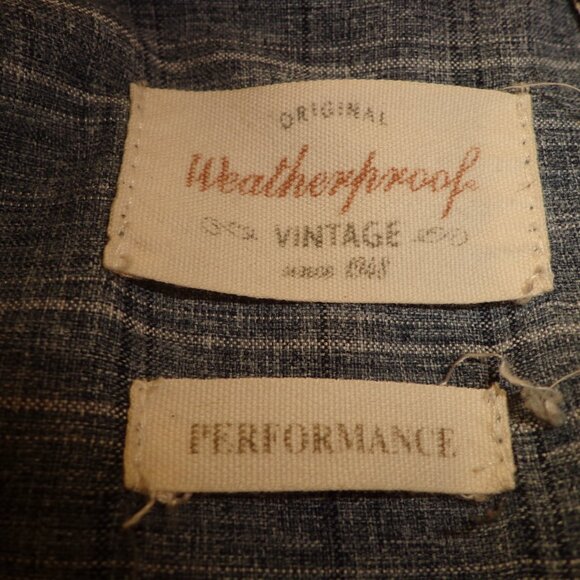 ORIGINAL
Weatherproof
VINTAGE
since 1948
PERFORMANCE